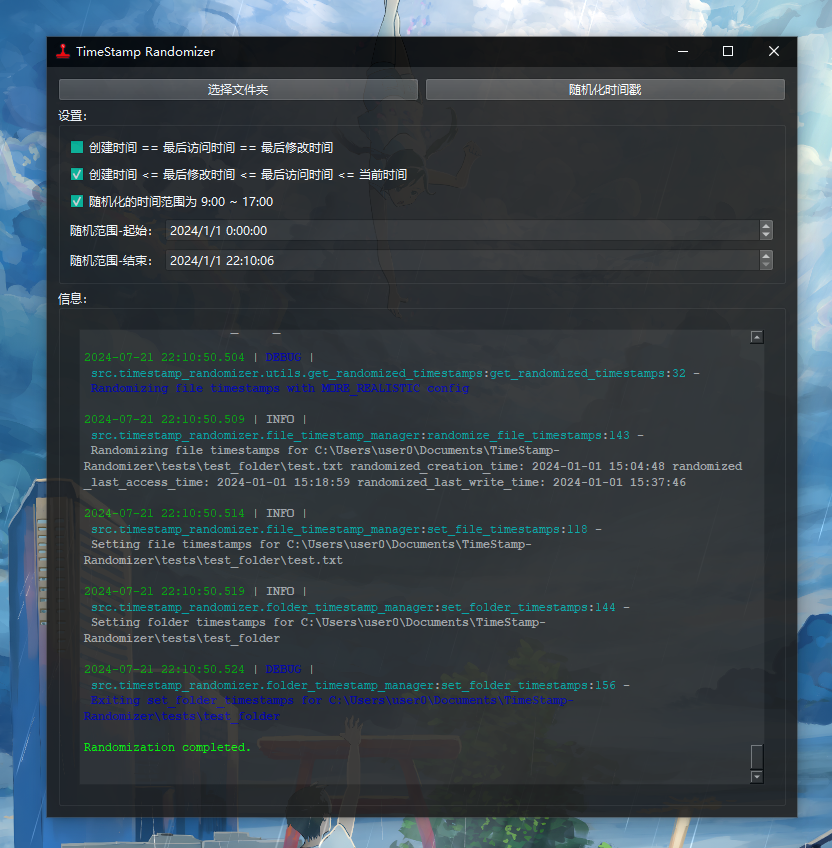 TimeStamp Randomizer
选择文件夹 随机化时间戳
设置:
创建时间 == 最后访问时间 == 最后修改时间
创建时间 <= 最后修改时间 <= 最后访问时间 <= 当前时间
随机化的时间范围为 9:00 ~ 17:00
随机范围-起始: 2024/1/1 0:00:00
随机范围-结束: 2024/1/1 22:10:06
信息:
2024-07-21 22:10:50.504 | DEBUG |
src.timestamp_randomizer.utils.get_randomized_timestamps:get_randomized_timestamps:32 -
Randomizing file timestamps with MORE_REALISTIC config
2024-07-21 22:10:50.509 | INFO |
src.timestamp_randomizer.file_timestamp_manager:randomize_file_timestamps:143 -
Randomizing file timestamps for C:\Users\user0\Documents\TimeStamp-
Randomizer\tests\test_folder\test.txt randomized_creation_time: 2024-01-01 15:04:48 randomized
_last_access_time: 2024-01-01 15:18:59 randomized_last_write_time: 2024-01-01 15:37:46
2024-07-21 22:10:50.514 | INFO |
src.timestamp_randomizer.file_timestamp_manager:set_file_timestamps:118 -
Setting file timestamps for C:\Users\user0\Documents\TimeStamp-
Randomizer\tests\test_folder\test.txt
2024-07-21 22:10:50.519 | INFO |
src.timestamp_randomizer.folder_timestamp_manager:set_folder_timestamps:144 -
Setting folder timestamps for C:\Users\user0\Documents\TimeStamp-
Randomizer\tests\test_folder
2024-07-21 22:10:50.524 | DEBUG |
src.timestamp_randomizer.folder_timestamp_manager:set_folder_timestamps:156 -
Exiting set_folder_timestamps for C:\Users\user0\Documents\TimeStamp-
Randomizer\tests\test_folder
Randomization completed.